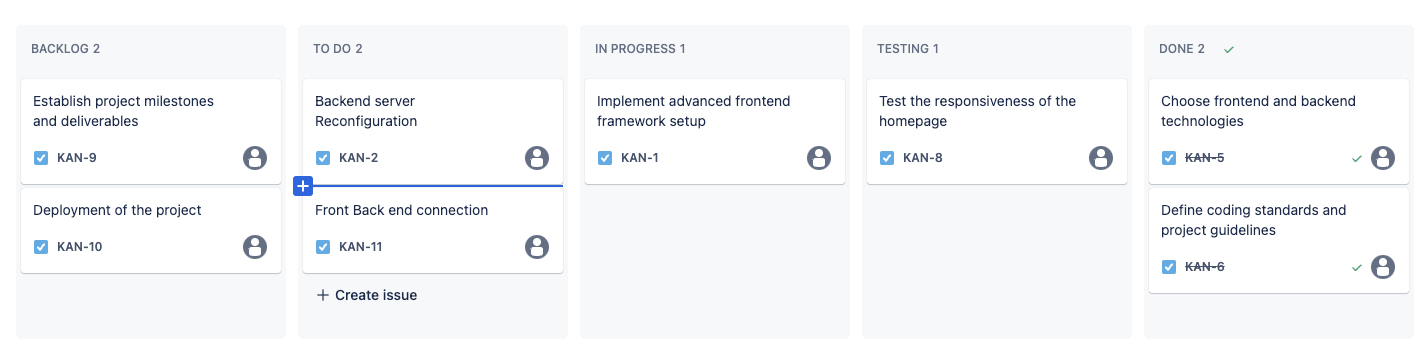 BACKLOG 2
Establish project milestones
and deliverables
KAN-9
Deployment of the project
KAN-10
TO DO 2
Backend server
Reconfiguration
KAN-2
Front Back end connection
KAN-11
Create issue
IN PROGRESS 1
Implement advanced frontend
framework setup
KAN-1
TESTING 1
Test the responsiveness of the
homepage
KAN-8
DONE 2
Choose frontend and backend
technologies
KAN-5
Define coding standards and
project guidelines
KAN-6